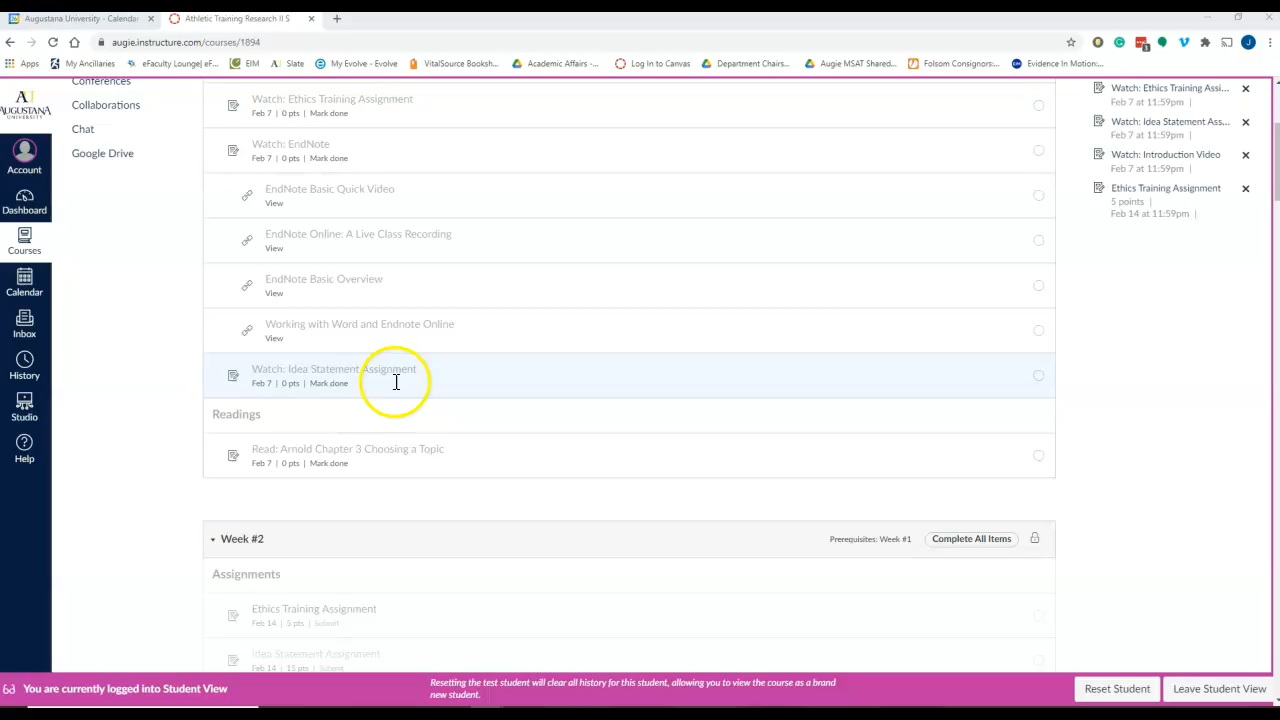 Augustana University - Calenda
Athletic Training Research II S
augie.instructure.com/courses/1894
Apps
My Ancillaries
eFaculty Lounge| eF...
EIM
Slate
My Evolve - Evolve
VitalSource Booksh...
Academic Affairs -...
Log In to Canvas
Department Chairs...
Augie MSAT Shared...
Folsom Consignors:...
Evidence In Motion:...
AUGUSTANA
UNIVERSITY
Account
Dashboard
Courses
Calendar
Inbox
History
Studio
Help
Conferences
Collaborations
Chat
Google Drive
Watch: Ethics Training Assignment
Feb 7 | 0 pts | Mark done
Watch: EndNote
Feb 7 | 0 pts | Mark done
EndNote Basic Quick Video
View
EndNote Online: A Live Class Recording
View
EndNote Basic Overview
View
Working with Word and Endnote Online
View
Watch: Idea Statement Assignment
Feb 7 | 0 pts | Mark done
Readings
Read: Arnold Chapter 3 Choosing a Topic
Feb 7 | 0 pts | Mark done
Week #2
Prerequisites: Week #1
Complete All Items
Assignments
Ethics Training Assignment
Feb 14 | 5 pts | Submit
Idea Statement Assignment
Feb 14 | 15 pts | Submit
Watch: Ethics Training Assi...
Feb 7 at 11:59pm |
Watch: Idea Statement Ass...
Feb 7 at 11:59pm |
Watch: Introduction Video
Feb 7 at 11:59pm |
Ethics Training Assignment
5 points |
Feb 14 at 11:59pm |
You are currently logged into Student View
Resetting the test student will clear all history for this student, allowing you to view the course as a brand
new student.
Reset Student
Leave Student View